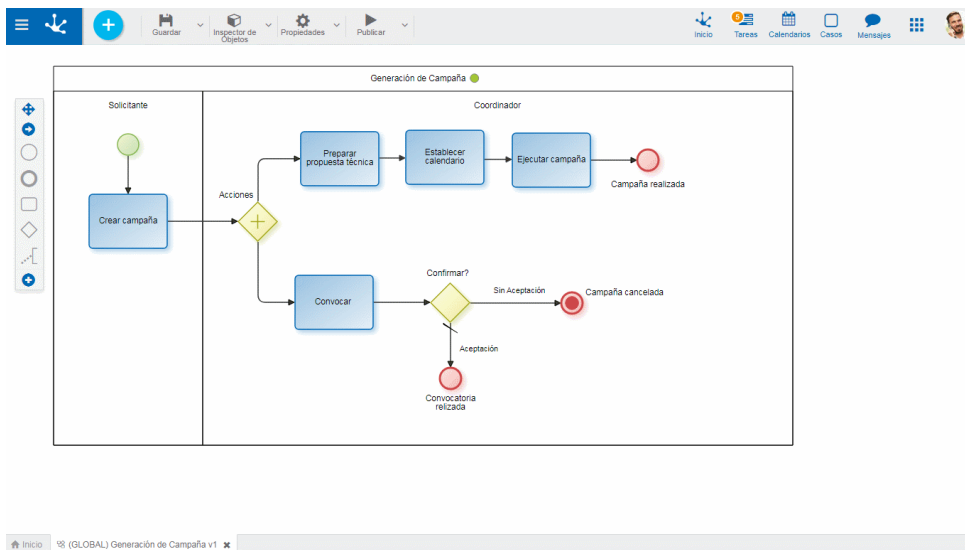 Guardar
Inspector de
Objetos
Propiedades
Publicar
Inicio
5
Tareas
Calendarios
Casos
Mensajes
Generación de Campaña
Solicitante
Coordinador
Crear campaña
Acciones
Preparar
propuesta técnica
Establecer
calendario
Ejecutar campaña
Campaña realizada
Convocar
Confirmar?
Sin Aceptación
Campaña cancelada
Aceptación
Convocatoria
relizada
Inicio
(GLOBAL) Generación de Campaña v1